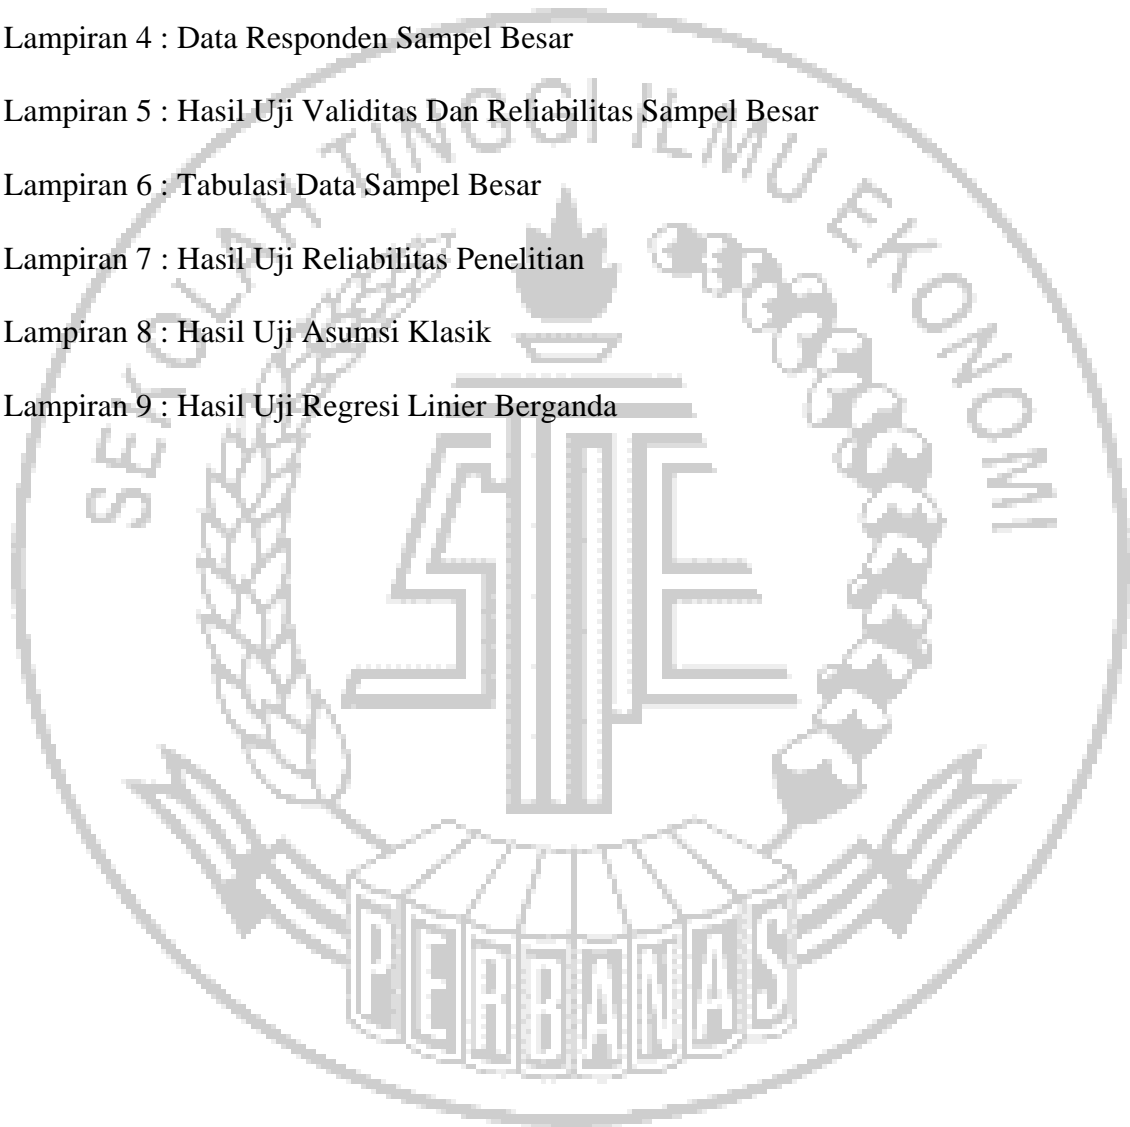 Lampiran 4 : Data Responden Sampel Besar
Lampiran 5 : Hasil Uji Validitas Dan Reliabilitas Sampel Besar
Lampiran 6 : Tabulasi Data Sampel Besar
Lampiran 7 : Hasil Uji Reliabilitas Penelitian
Lampiran 8 : Hasil Uji Asumsi Klasik
Lampiran 9 : Hasil Uji Regresi Linier Berganda
SEKOLAH TINGGI ILMU EKONOMI
PERBANAS